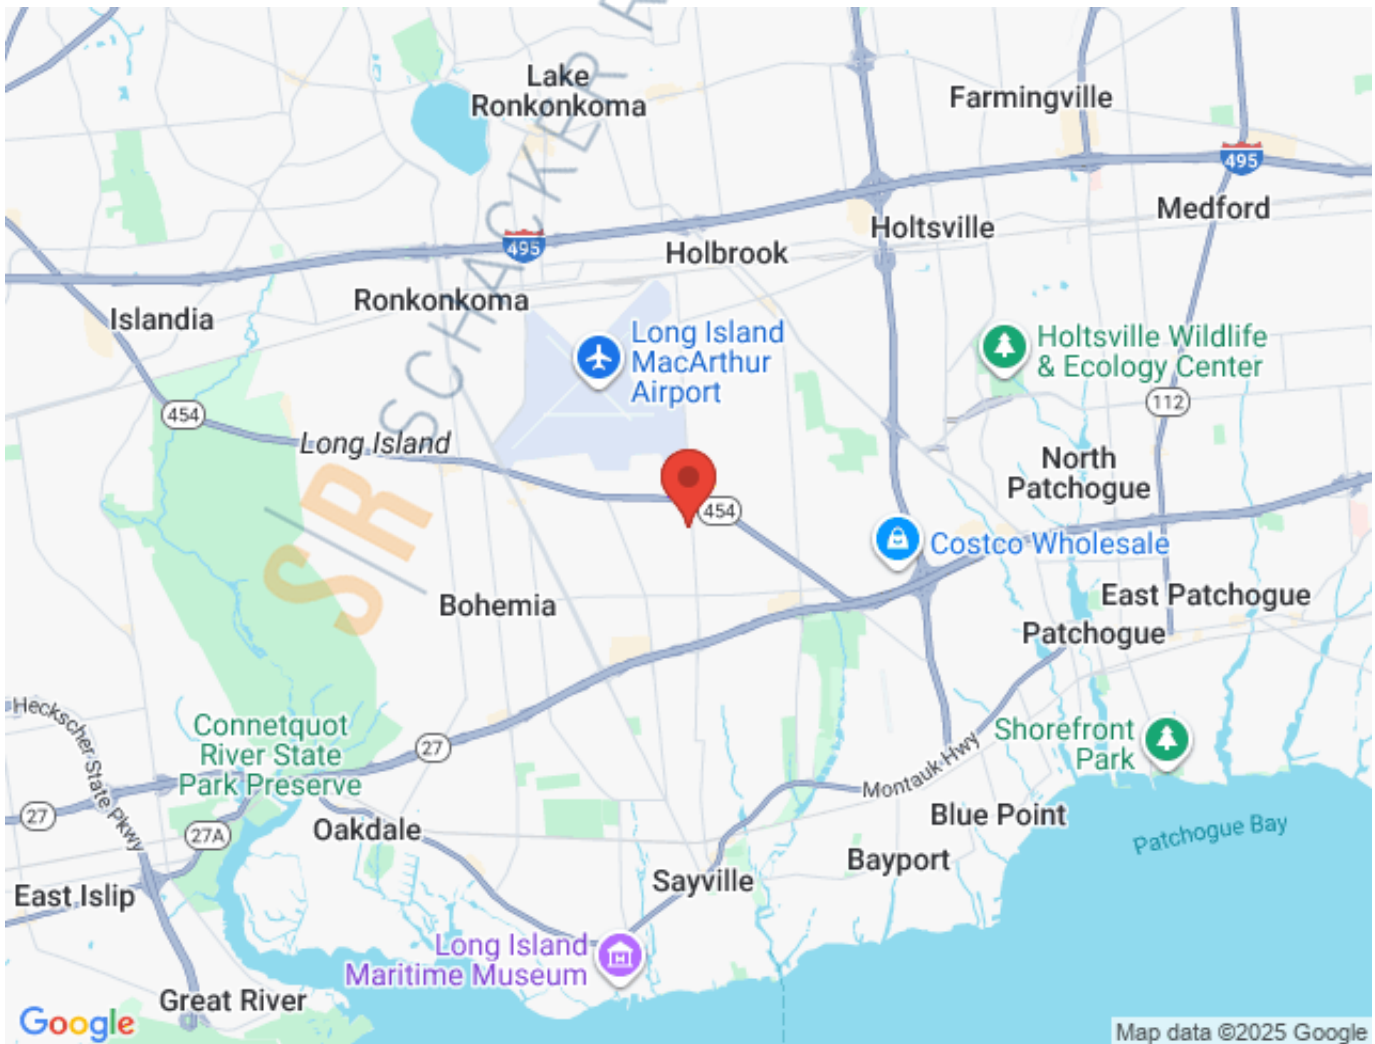 Lake
Ronkonkoma
Farmingville
495
Medford
Holtsville
495
Holbrook
Ronkonkoma
Islandia
Long Island
MacArthur
Airport
Holtsville Wildlife
& Ecology Center
112
454
Long Island
North
Patchogue
454
Costco Wholesale
Bohemia
East Patchogue
Patchogue
Heckscher State Pkwy
Connetquot
River State
Park Preserve
27
Shorefront
Park
Montauk Hwy
27
27A
Oakdale
Blue Point
Patchogue Bay
Bayport
East Islip
Sayville
Long Island
Maritime Museum
Great River
Google
Map data ©2025 Google
SR
SCHACKER